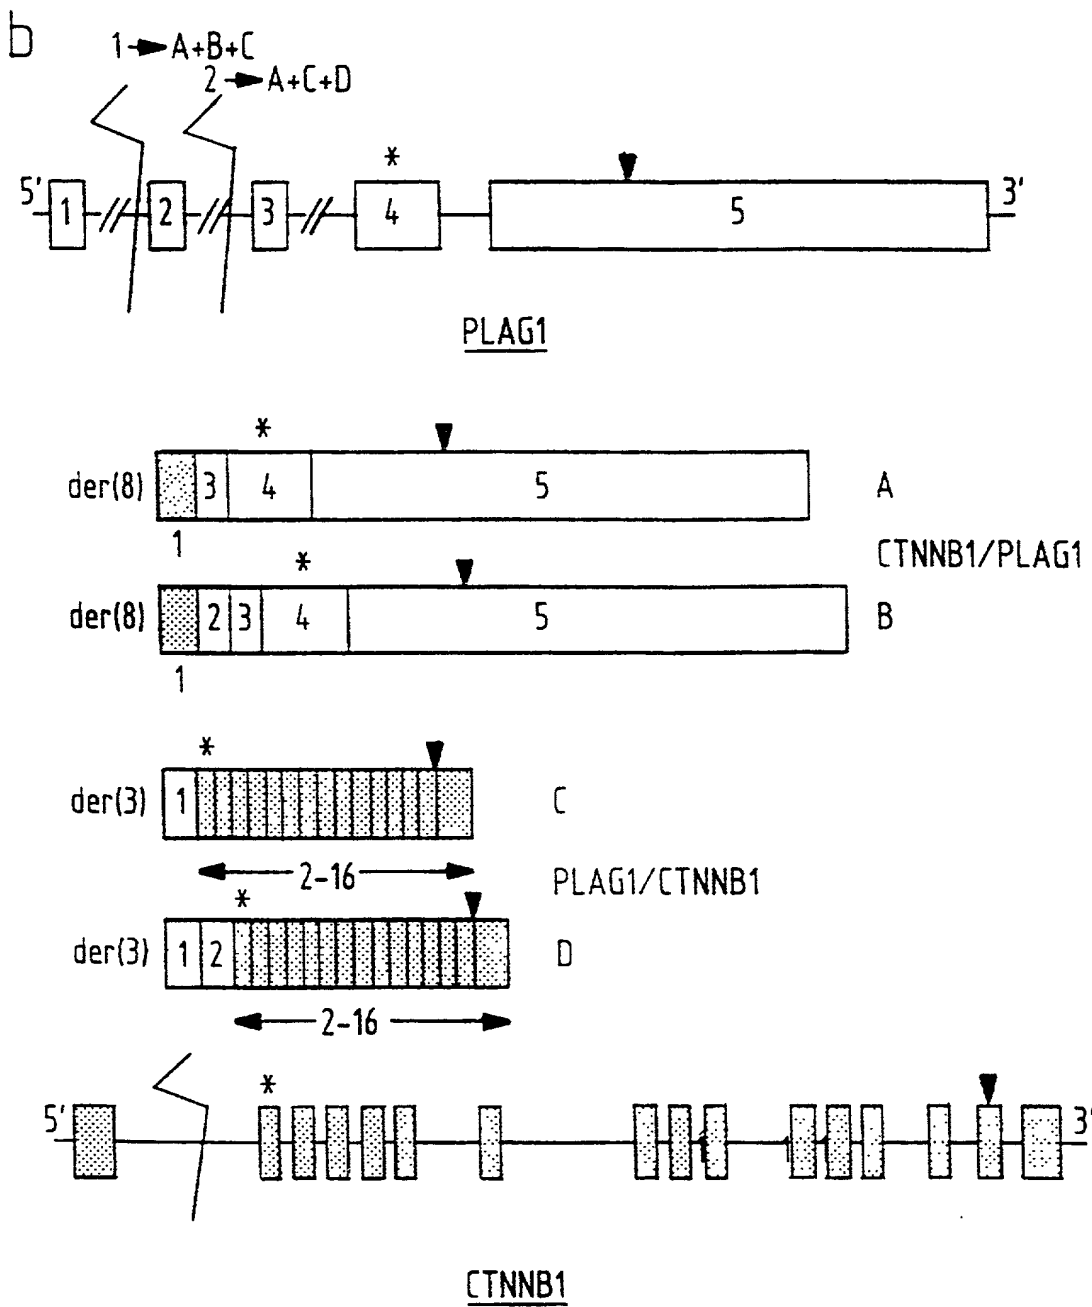 b
1→A+B+C
2→A+C+D
*
5' 1 2 3 4 5 3'
PLAG1
*
der(8) 3 4 5 A
1
CTNNB1/PLAG1
*
der(8) 2 3 4 5 B
1
*
der(3) 1 C
2-16
PLAG1/CTNNB1
*
der(3) 1 2 D
2-16
*
5' 3'
CTNNB1